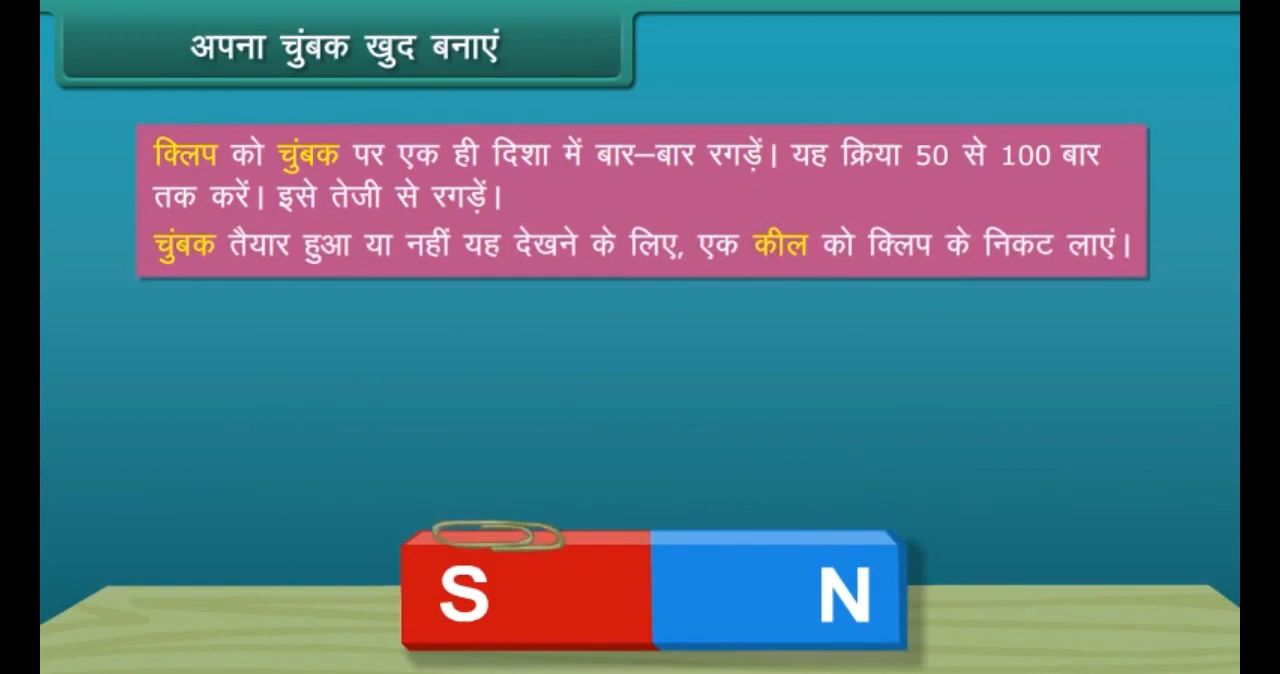 अपना चुंबक खुद बनाएं
क्लिप को चुंबक पर एक ही दिशा में बार–बार रगड़ें। यह क्रिया 50 से 100 बार
तक करें। इसे तेजी से रगड़ें।
चुंबक तैयार हुआ या नहीं यह देखने के लिए, एक कील को क्लिप के निकट लाएं।
S N